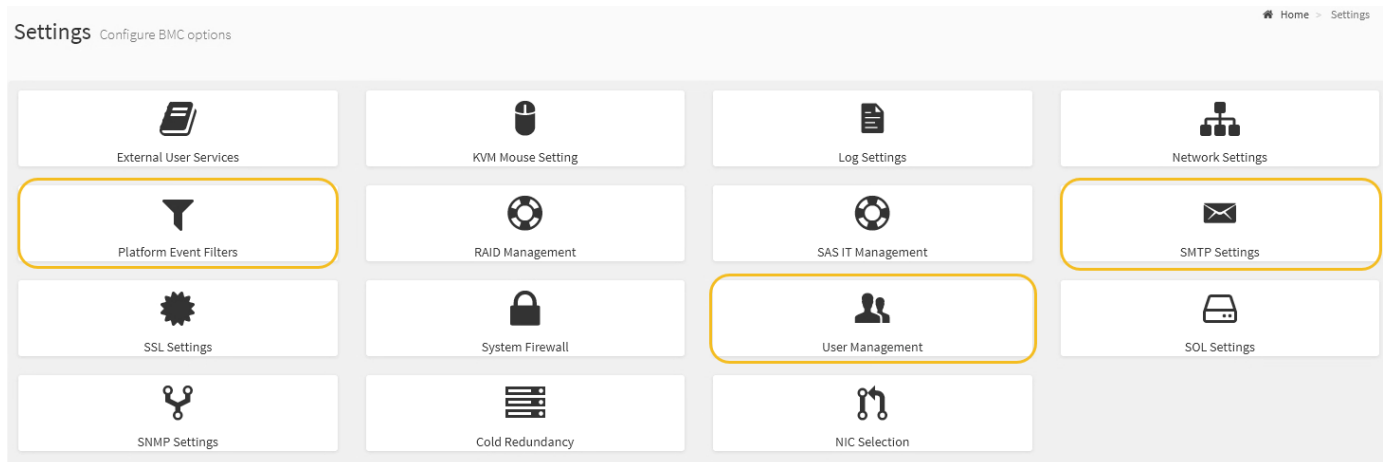 Home > Settings
Settings Configure BMC options
External User Services
KVM Mouse Setting
Log Settings
Network Settings
Platform Event Filters
RAID Management
SAS IT Management
SMTP Settings
SSL Settings
System Firewall
User Management
SOL Settings
SNMP Settings
Cold Redundancy
NIC Selection